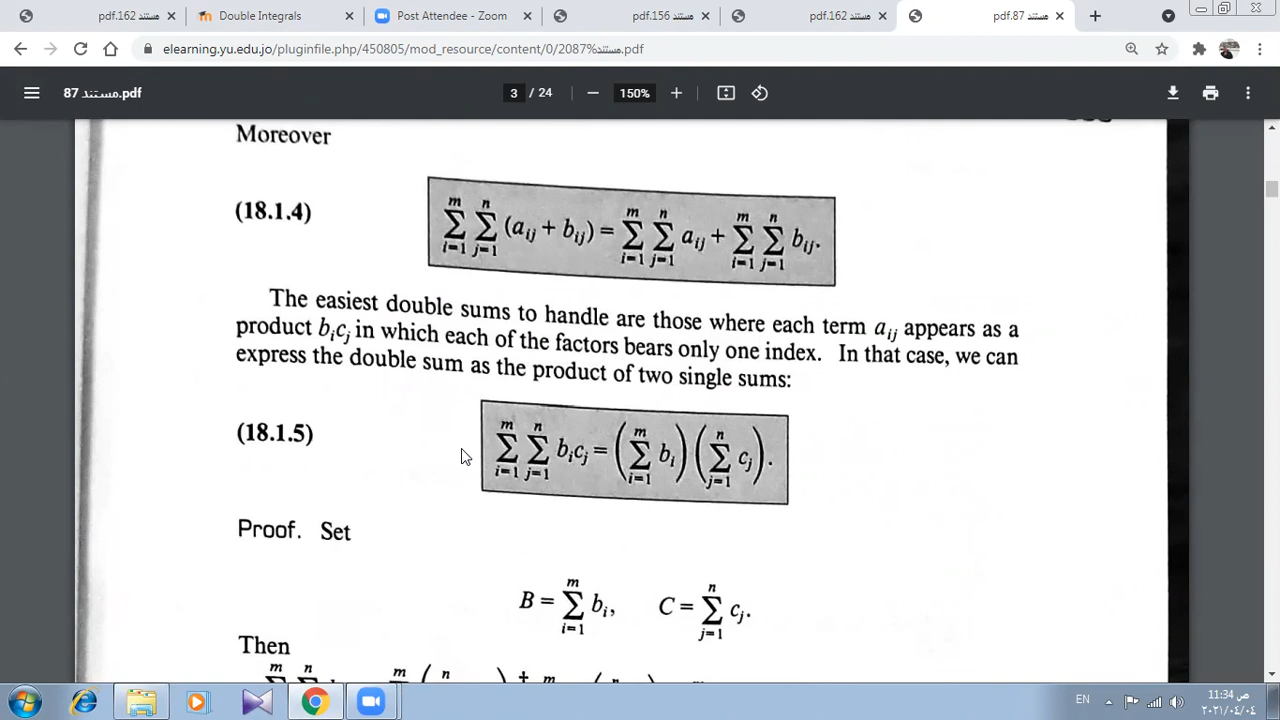 pdf.162 مستند
Double Integrals
Post Attendee - Zoom
pdf.156 مستند
pdf.162 مستند
pdf.87 مستند
elearning.yu.edu.jo/pluginfile.php/450805/mod_resource/content/0/2087%مستند.pdf
87 مستند.pdf
3 / 24
150%
Moreover
(18.1.4) $\sum_{i=1}^{m} \sum_{j=1}^{n} (a_{ij} + b_{ij}) = \sum_{i=1}^{m} \sum_{j=1}^{n} a_{ij} + \sum_{i=1}^{m} \sum_{j=1}^{n} b_{ij}.$
The easiest double sums to handle are those where each term $a_{ij}$ appears as a
product $b_i c_j$ in which each of the factors bears only one index. In that case, we can
express the double sum as the product of two single sums:
(18.1.5) $\sum_{i=1}^{m} \sum_{j=1}^{n} b_i c_j = \left( \sum_{i=1}^{m} b_i \right) \left( \sum_{j=1}^{n} c_j \right).$
Proof. Set
$B = \sum_{i=1}^{m} b_i, \quad C = \sum_{j=1}^{n} c_j.$
Then
EN
11:34 ص
٢٠٢١/٠٤/٠٤